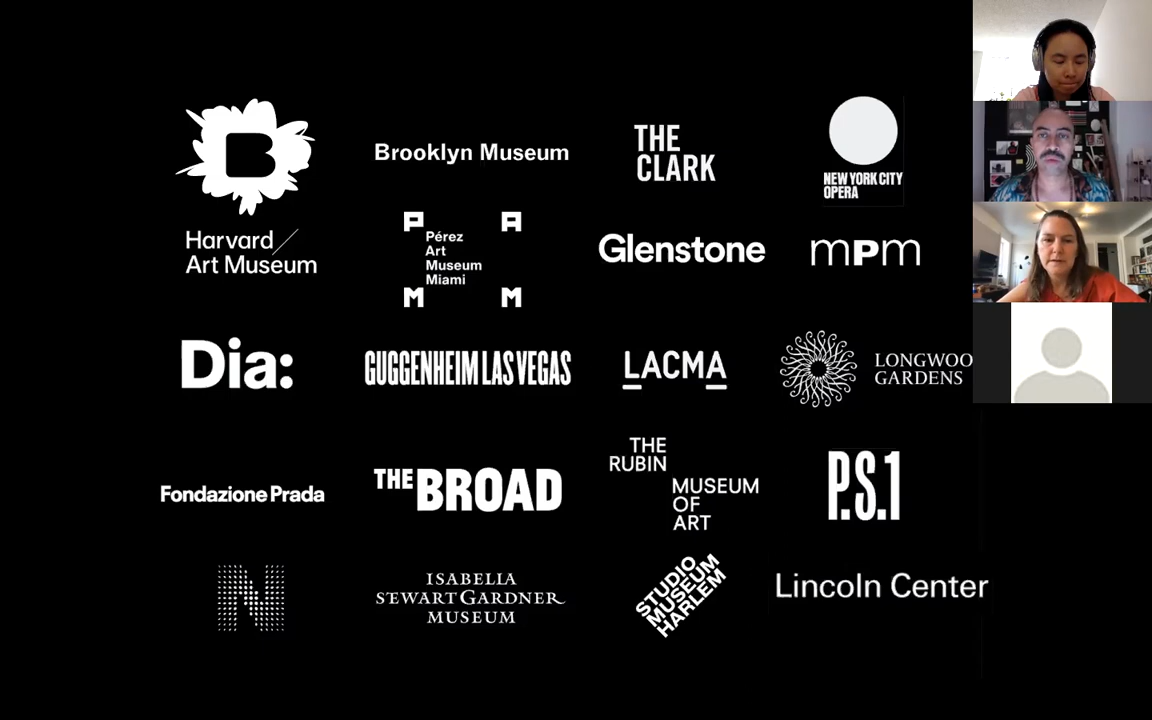 B
Brooklyn Museum
THE
CLARK
NEW YORK CITY
OPERA
Harvard
Art Museum
P A
Pérez
Art
Museum
Miami
M M
Glenstone
mPm
Dia:
GUGGENHEIM LAS VEGAS
LACMA
LONGWOO
GARDENS
Fondazione Prada
THE BROAD
THE
RUBIN
MUSEUM
OF
ART
P.S.1
N
ISABELLA
STEWART GARDNER
MUSEUM
STUDIO
MUSEUM
HARLEM
Lincoln Center